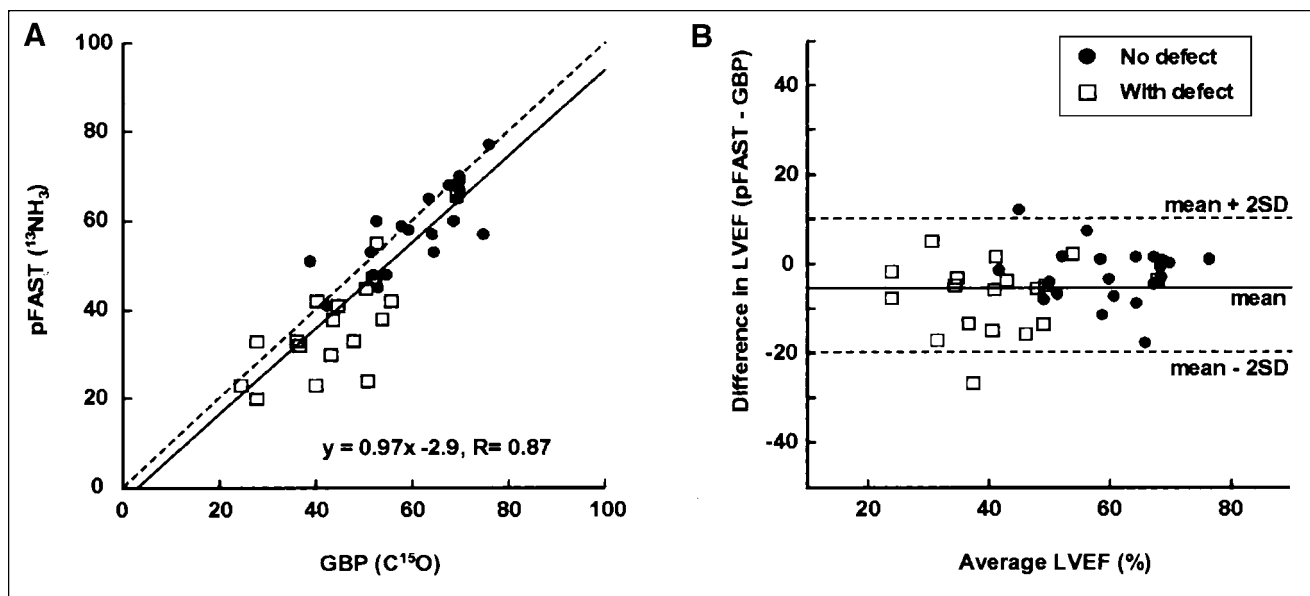 A
B
100
80
60
40
20
0
0
20
40
60
80
100
pFAST (¹³NH₃)
GBP (C¹⁵O)
y = 0.97x -2.9, R= 0.87
40
20
0
-20
-40
20
40
60
80
Difference in LVEF (pFAST - GBP)
Average LVEF (%)
No defect
With defect
mean + 2SD
mean
mean - 2SD